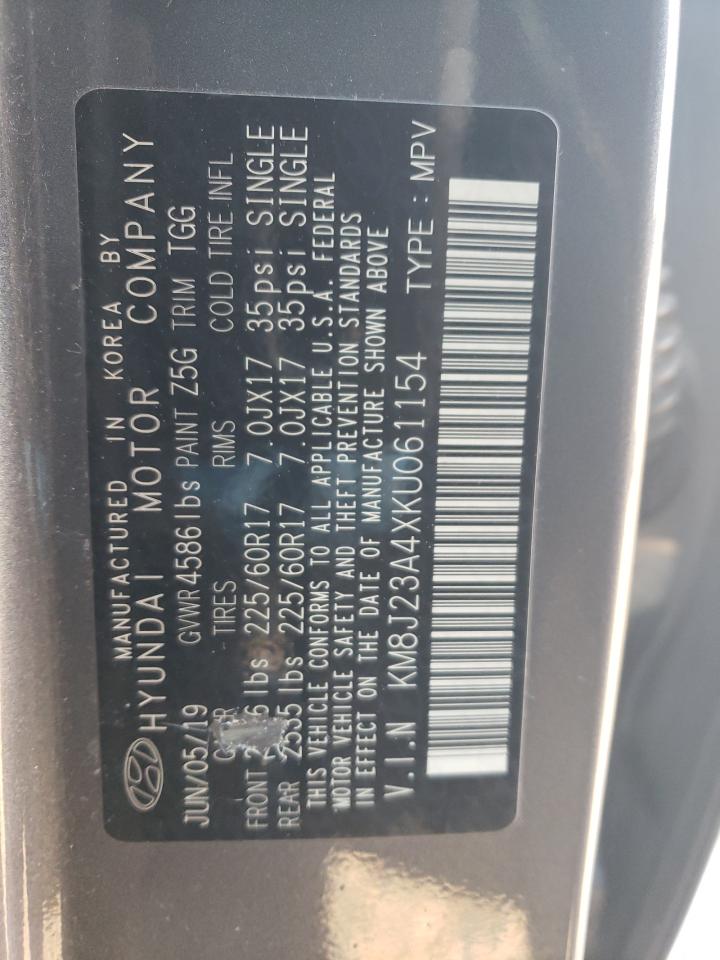 MANUFACTURED IN KOREA BY
HYUNDAI MOTOR COMPANY
JUN/05/19 GVWR 4586 lbs PAINT Z5G TRIM TGG
TIRES RIMS COLD TIRE INFL
FRONT lbs 225/60R17 7.0JX17 35psi SINGLE
REAR 2535 lbs 225/60R17 7.0JX17 35psi SINGLE
THIS VEHICLE CONFORMS TO ALL APPLICABLE U.S.A. FEDERAL
MOTOR VEHICLE SAFETY AND THEFT PREVENTION STANDARDS
IN EFFECT ON THE DATE OF MANUFACTURE SHOWN ABOVE
V.I.N KM8J23A4XKU061154 TYPE : MPV